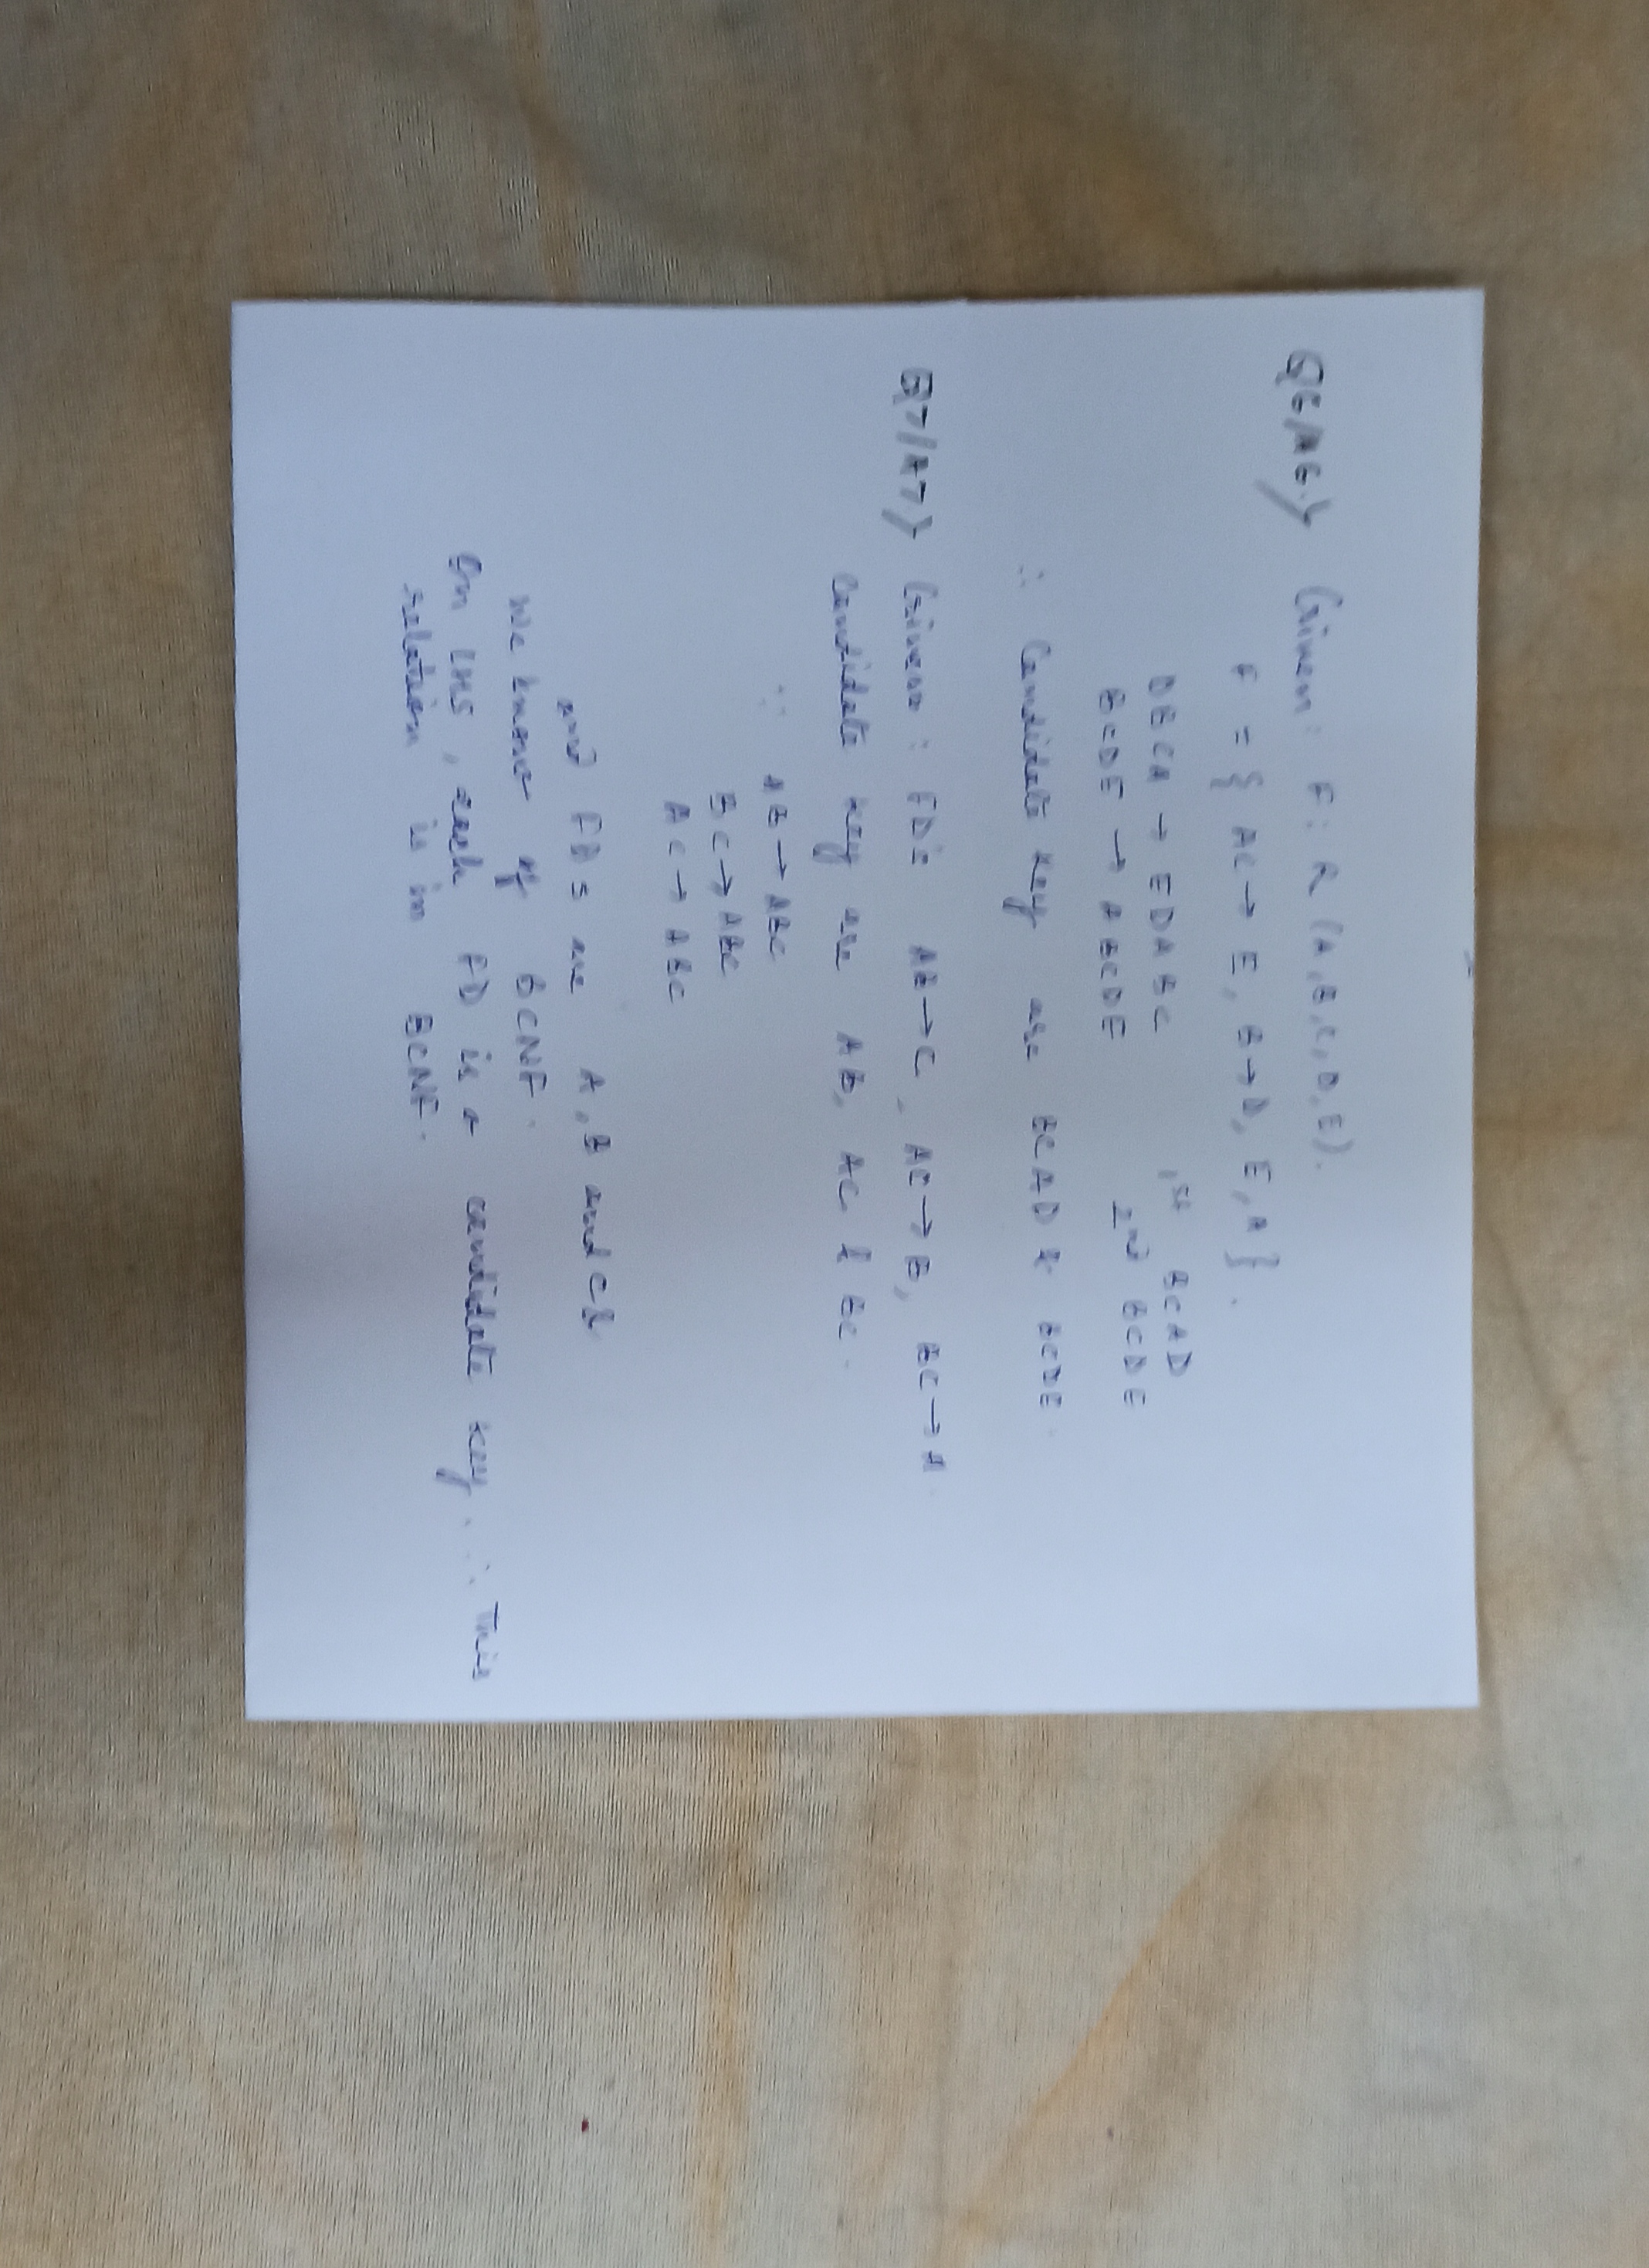 Q6/A6.> Given: F: R (A, B, C, D, E).
F = { AC → E, B → D, E, A }.
DBCA → EDABC 1st BCAD
BCDE → ABCDE 2nd BCDE
∴ Candidate key are BCAD & BCDE.
Q7/A7> Given: FD's AB → C, AC → B, BC → A
Candidate key are AB, AC & BC.
∵ AB → ABC
BC → ABC
AC → ABC
and FDs are A, B and C &
We know of BCNF.
On LHS, each FD is a candidate key. ∴ This
relation is in BCNF.